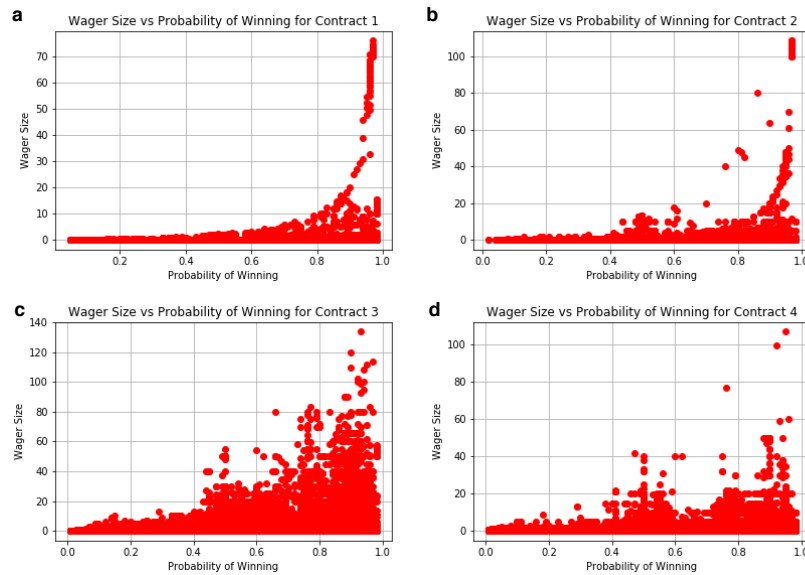 a
Wager Size vs Probability of Winning for Contract 1
70
60
50
40
30
20
10
0
Wager Size
0.2 0.4 0.6 0.8 1.0
Probability of Winning
b
Wager Size vs Probability of Winning for Contract 2
100
80
60
40
20
0
Wager Size
0.0 0.2 0.4 0.6 0.8 1.0
Probability of Winning
c
Wager Size vs Probability of Winning for Contract 3
140
120
100
80
60
40
20
0
Wager Size
0.0 0.2 0.4 0.6 0.8 1.0
Probability of Winning
d
Wager Size vs Probability of Winning for Contract 4
100
80
60
40
20
0
Wager Size
0.0 0.2 0.4 0.6 0.8 1.0
Probability of Winning